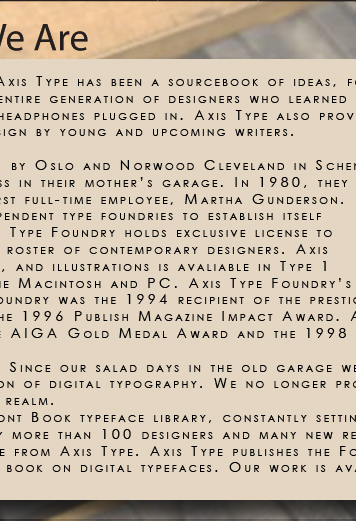 We Are
Axis Type has been a sourcebook of ideas, fo
entire generation of designers who learned
headphones plugged in. Axis Type also prov
sign by young and upcoming writers.
by Oslo and Norwood Cleveland in Schen
ss in their mother's garage. In 1980, they
rst full-time employee, Martha Gunderson.
pendent type foundries to establish itself
Type Foundry holds exclusive license to
roster of contemporary designers. Axis
, and illustrations is avaliable in Type 1
he Macintosh and PC. Axis Type Foundry's
oundry was the 1994 recipient of the prestig
he 1996 Publish Magazine Impact Award. A
e AIGA Gold Medal Award and the 1998
Since our salad days in the old garage we
on of digital typography. We no longer pro
realm.
ont Book typeface library, constantly settin
y more than 100 designers and many new re
e from Axis Type. Axis Type publishes the Fo
book on digital typefaces. Our work is ava